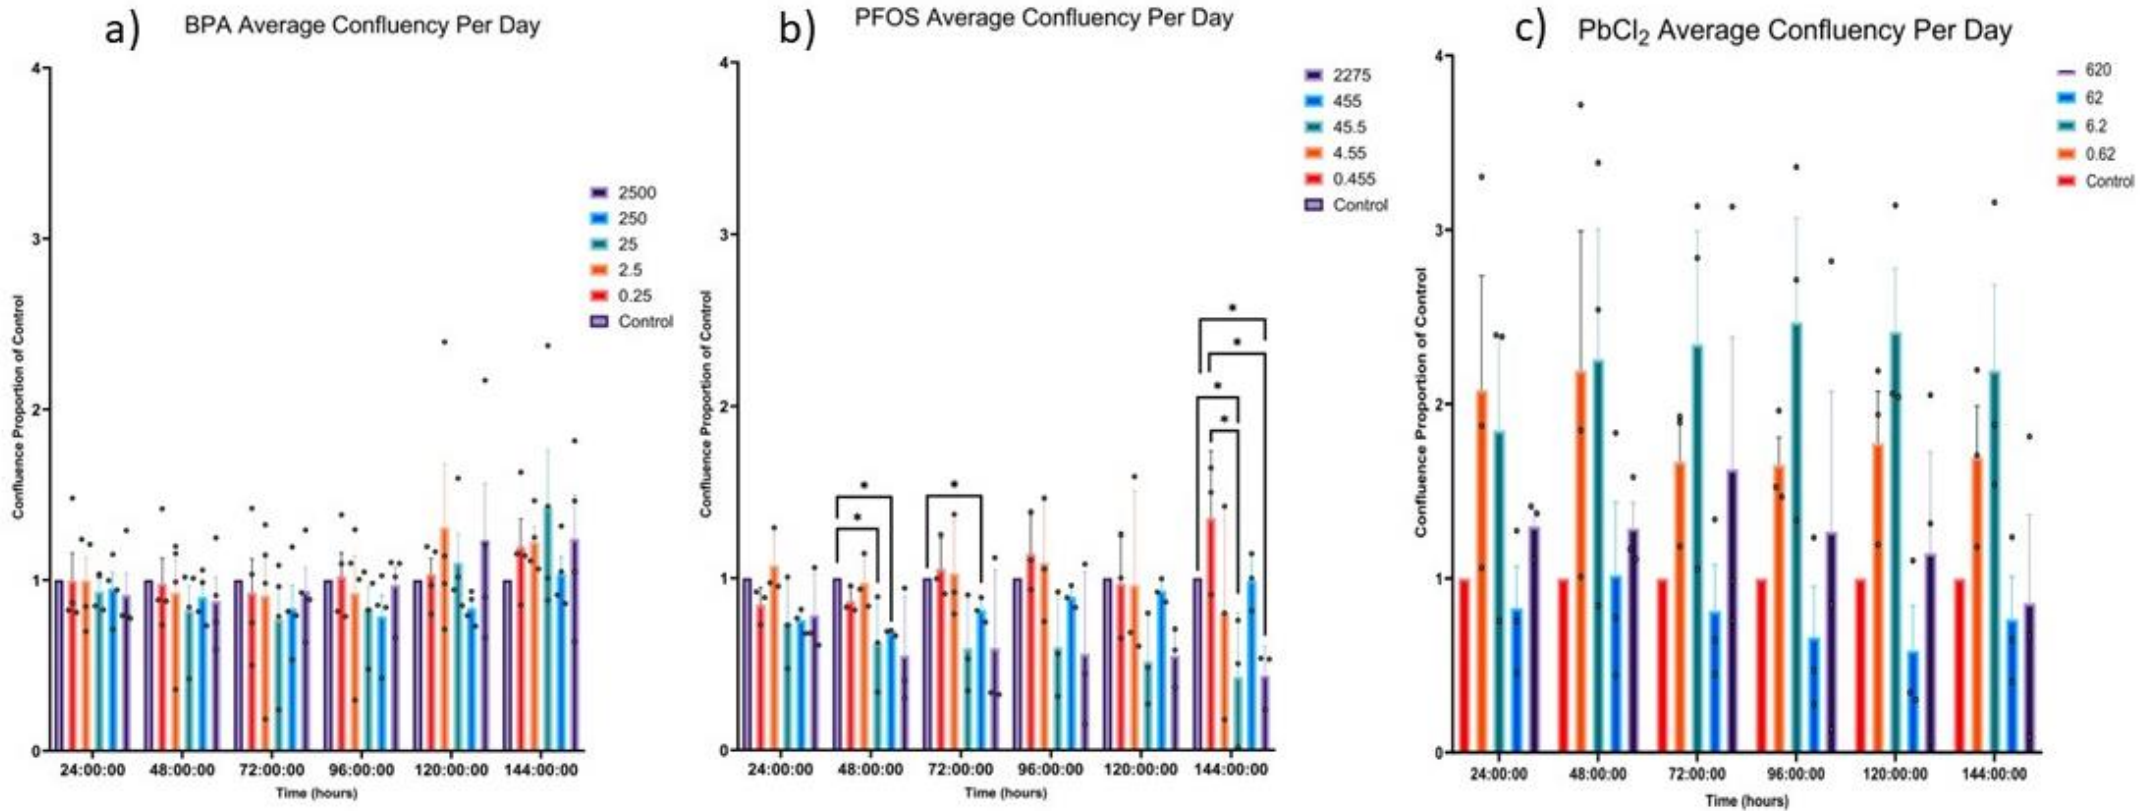 a)
BPA Average Confluency Per Day
4
3
2
1
0
Confluence Proportion of Control
24:00:00 48:00:00 72:00:00 96:00:00 120:00:00 144:00:00
Time (hours)
2500
250
25
2.5
0.25
Control
b)
PFOS Average Confluency Per Day
4
3
2
1
0
Confluence Proportion of Control
* * * * * * *
24:00:00 48:00:00 72:00:00 96:00:00 120:00:00 144:00:00
Time (hours)
2275
455
45.5
4.55
0.455
Control
c)
PbCl₂ Average Confluency Per Day
4
3
2
1
0
Confluence Proportion of Control
24:00:00 48:00:00 72:00:00 96:00:00 120:00:00 144:00:00
Time (hours)
620
62
6.2
0.62
Control